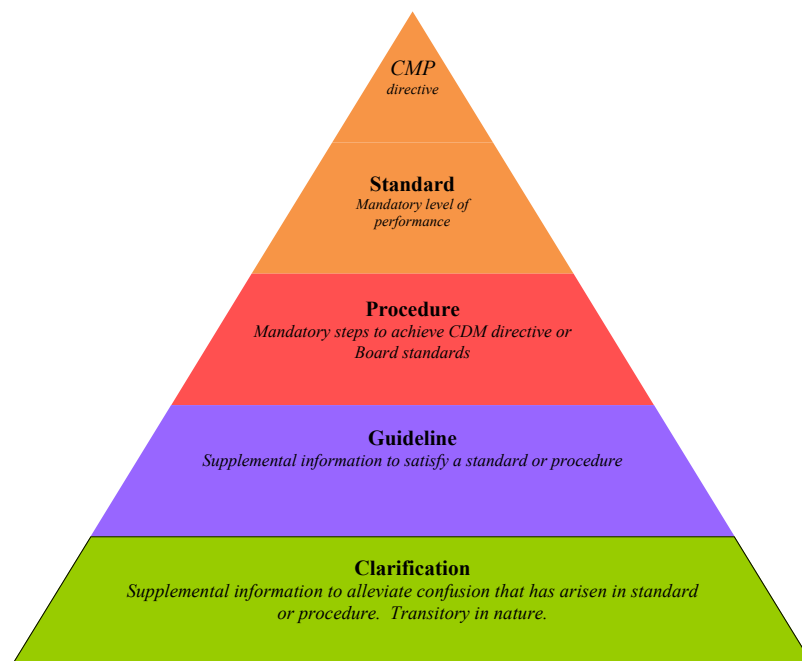 CMP
directive
Standard
Mandatory level of
performance
Procedure
Mandatory steps to achieve CDM directive or
Board standards
Guideline
Supplemental information to satisfy a standard or procedure
Clarification
Supplemental information to alleviate confusion that has arisen in standard
or procedure.  Transitory in nature.